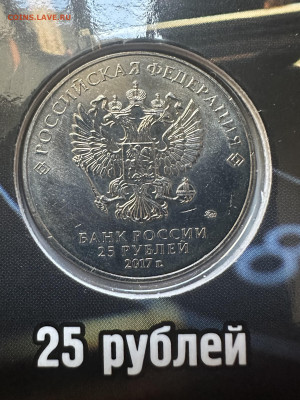 COINS.LAVE.RU
РОССИЙСКАЯ ФЕДЕРАЦИЯ
БАНК РОССИИ
25 РУБЛЕЙ
2017 г.
25 рублей